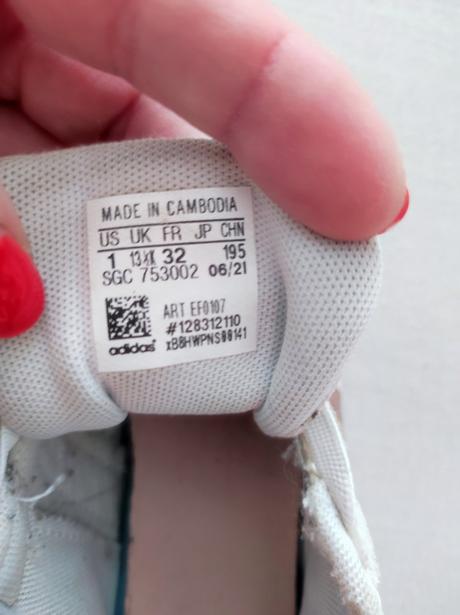 MADE IN CAMBODIA
US UK FR JP CHN
1 13½K 32 195
SGC 753002 06/21
ART EF0107
#128312110
adidas